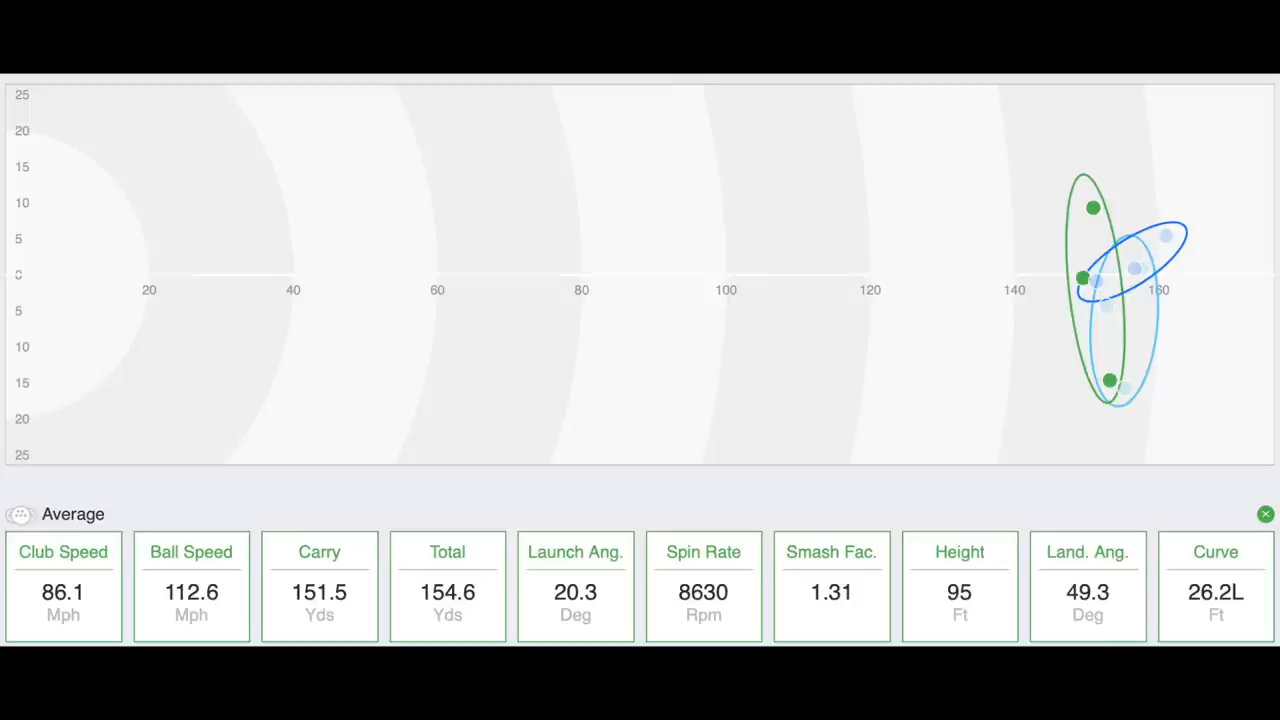 25
20
15
10
5
0
20 40 60 80 100 120 140 160
5
10
15
20
25
Average
Club Speed Ball Speed Carry Total Launch Ang. Spin Rate Smash Fac. Height Land. Ang. Curve
86.1 112.6 151.5 154.6 20.3 8630 1.31 95 49.3 26.2L
Mph Mph Yds Yds Deg Rpm Ft Deg Ft